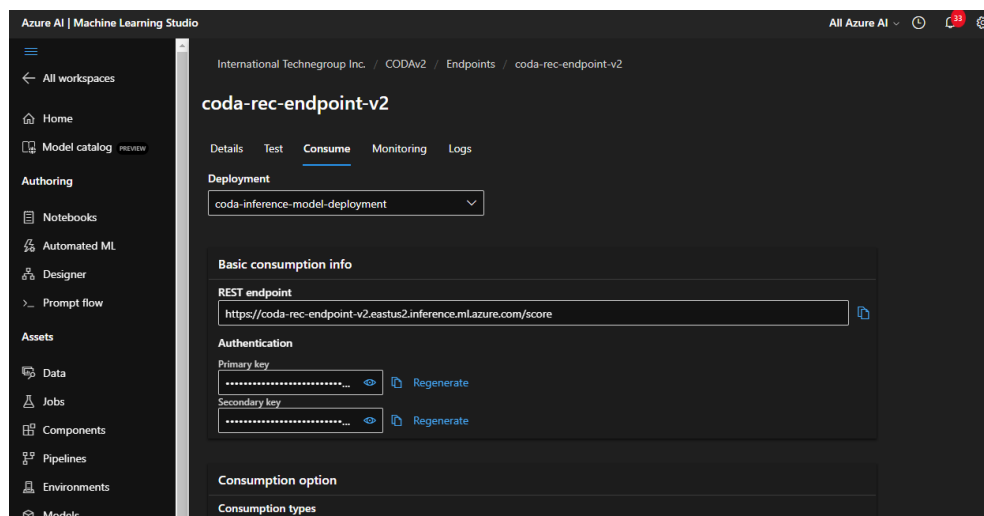 Azure AI | Machine Learning Studio
All Azure AI
33
All workspaces
Home
Model catalog PREVIEW
Authoring
Notebooks
Automated ML
Designer
>_ Prompt flow
Assets
Data
Jobs
Components
Pipelines
Environments
Models
International Technegroup Inc. / CODAv2 / Endpoints / coda-rec-endpoint-v2
coda-rec-endpoint-v2
Details Test Consume Monitoring Logs
Deployment
coda-inference-model-deployment
Basic consumption info
REST endpoint
https://coda-rec-endpoint-v2.eastus2.inference.ml.azure.com/score
Authentication
Primary key
••••••••••••••••••••••••••... Regenerate
Secondary key
••••••••••••••••••••••••••... Regenerate
Consumption option
Consumption types